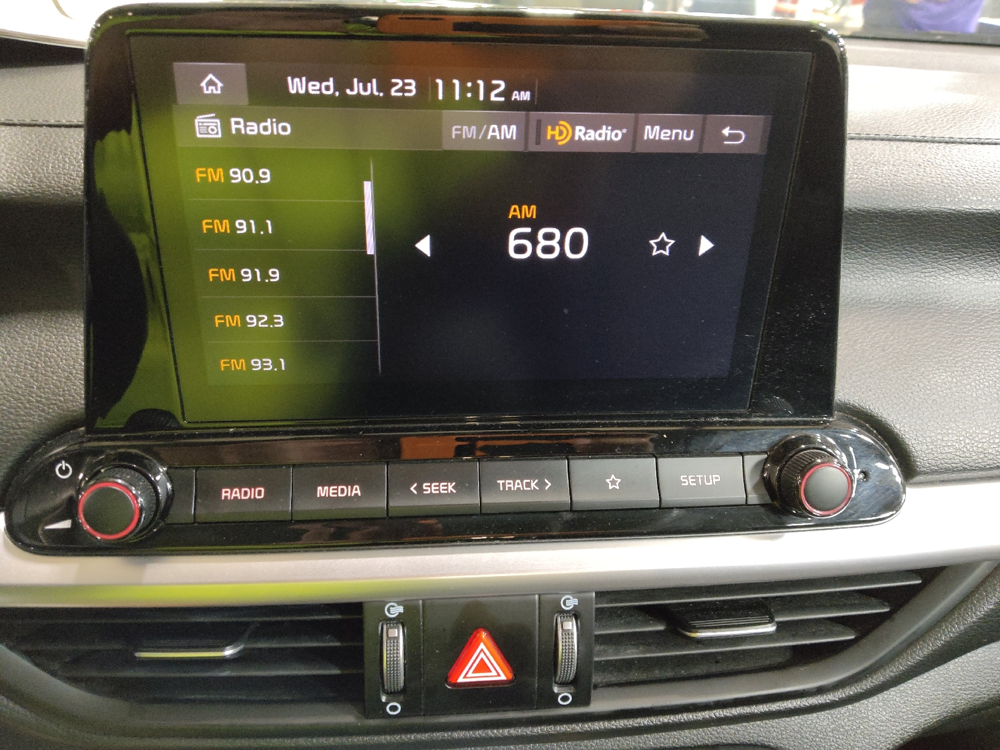 Wed, Jul. 23 11:12 AM
Radio FM/AM HD Radio® Menu
FM 90.9
FM 91.1
FM 91.9
FM 92.3
FM 93.1
AM
680
RADIO MEDIA < SEEK TRACK > SETUP